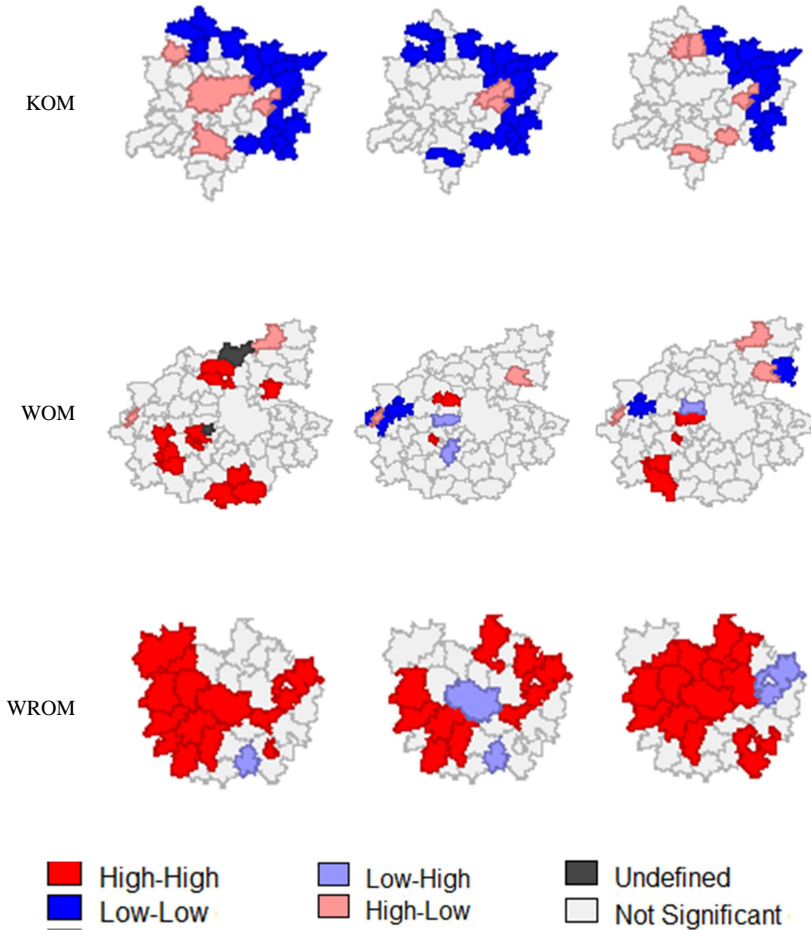 KOM
WOM
WROM
High-High Low-High Undefined
Low-Low High-Low Not Significant